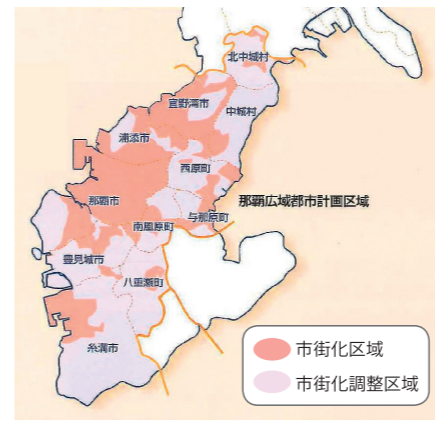 北中城村
宜野湾市
中城村
浦添市
西原町
那覇市
那覇広域都市計画区域
与那原町
南風原町
豊見城市
八重瀬町
糸満市
市街化区域
市街化調整区域